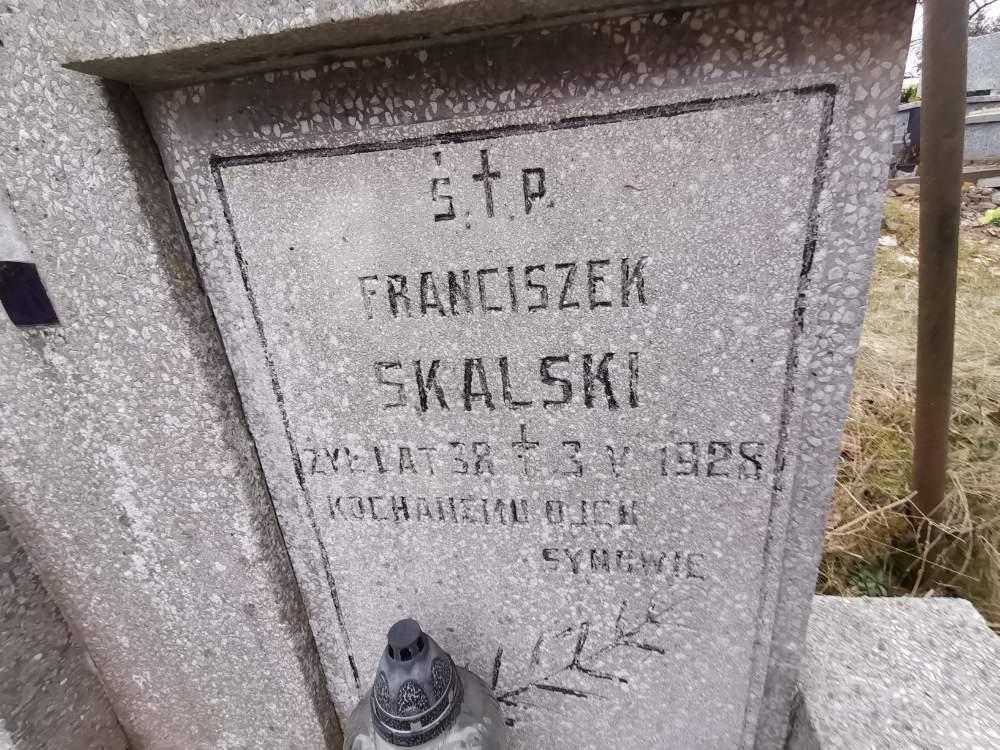 Ś. † P.
FRANCISZEK
SKALSKI
ŻYŁ LAT 38 † 3 V 1928
KOCHANEMU OJCU
SYNOWIE